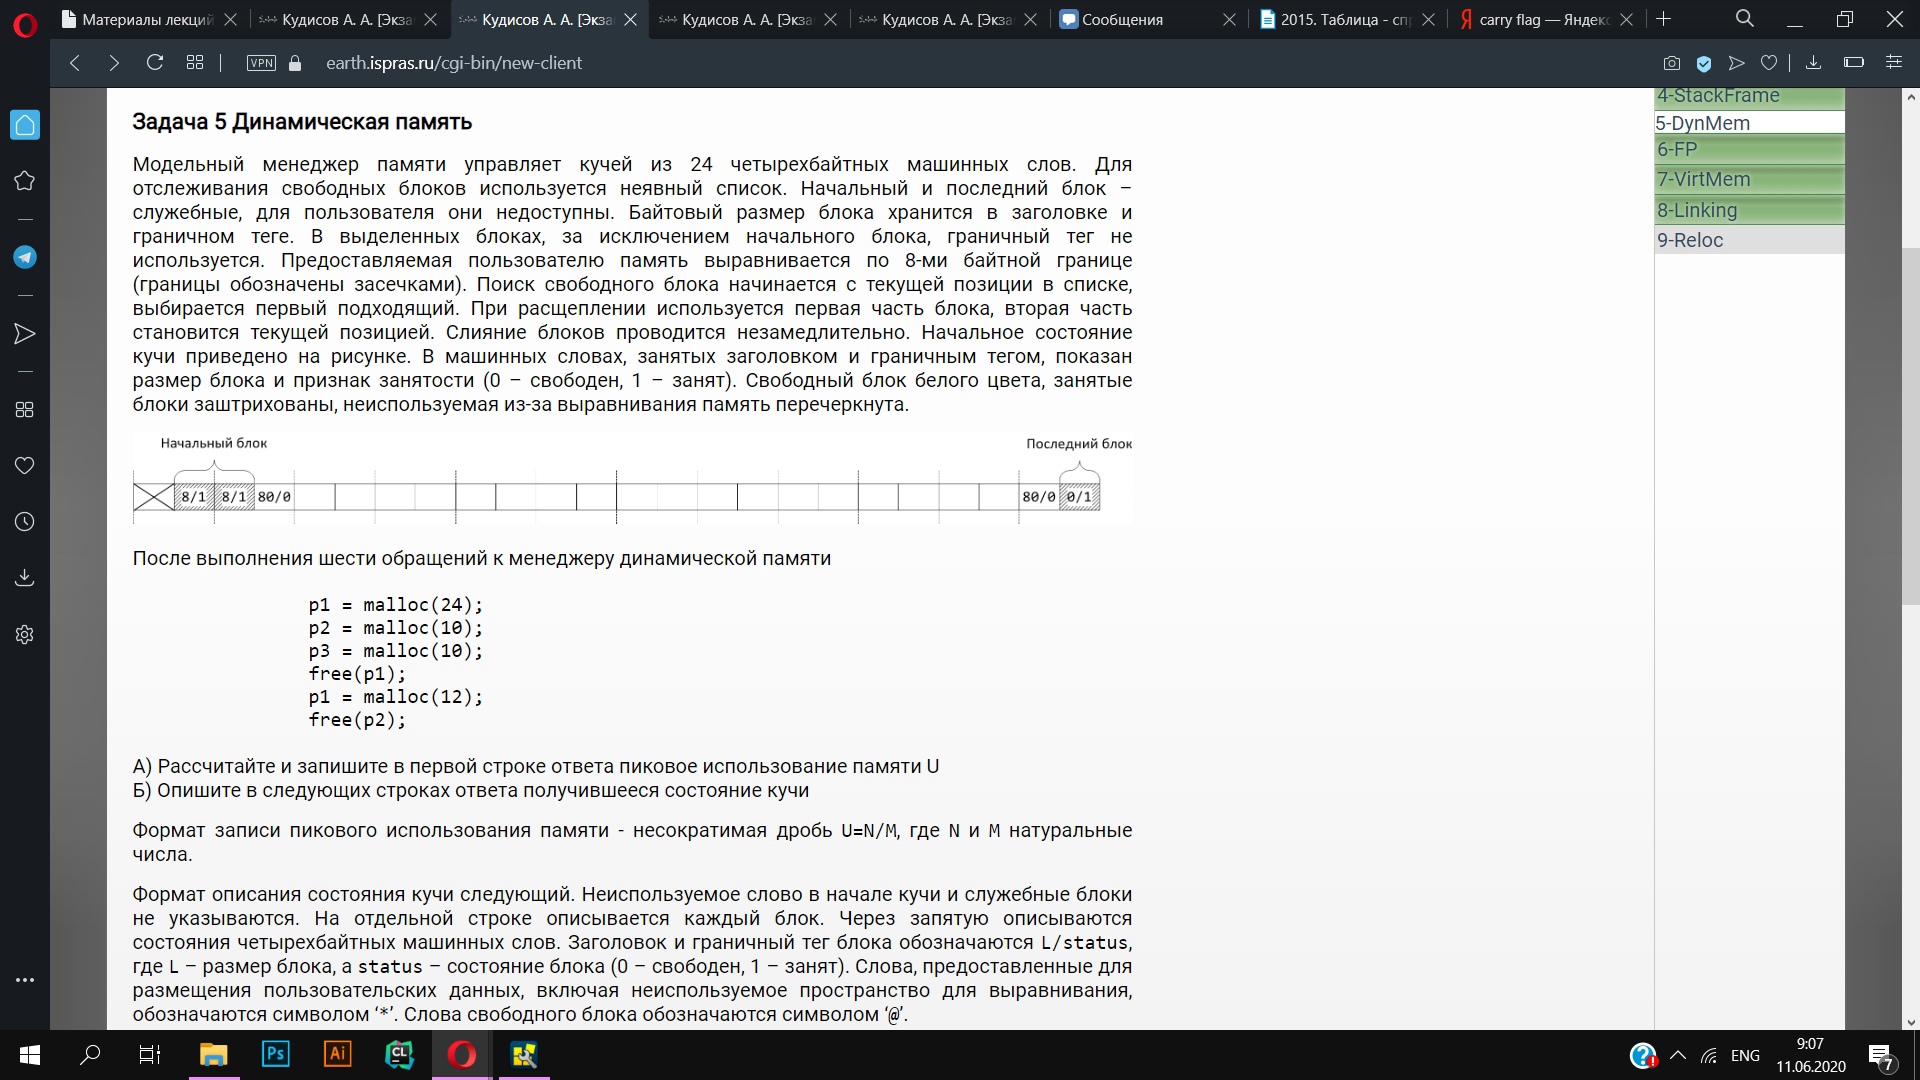 Материалы лекций
Кудисов А. А. [Экза
Кудисов А. А. [Экза
Кудисов А. А. [Экза
Кудисов А. А. [Экза
Сообщения
2015. Таблица - сп
carry flag — Яндекс
VPN
earth.ispras.ru/cgi-bin/new-client
4-StackFrame
5-DynMem
6-FP
7-VirtMem
8-Linking
9-Reloc
Задача 5 Динамическая память
Модельный менеджер памяти управляет кучей из 24 четырехбайтных машинных слов. Для
отслеживания свободных блоков используется неявный список. Начальный и последний блок –
служебные, для пользователя они недоступны. Байтовый размер блока хранится в заголовке и
граничном теге. В выделенных блоках, за исключением начального блока, граничный тег не
используется. Предоставляемая пользователю память выравнивается по 8-ми байтной границе
(границы обозначены засечками). Поиск свободного блока начинается с текущей позиции в списке,
выбирается первый подходящий. При расщеплении используется первая часть блока, вторая часть
становится текущей позицией. Слияние блоков проводится незамедлительно. Начальное состояние
кучи приведено на рисунке. В машинных словах, занятых заголовком и граничным тегом, показан
размер блока и признак занятости (0 – свободен, 1 – занят). Свободный блок белого цвета, занятые
блоки заштрихованы, неиспользуемая из-за выравнивания память перечеркнута.
Начальный блок
Последний блок
8/1 8/1 80/0 80/0 0/1
После выполнения шести обращений к менеджеру динамической памяти
p1 = malloc(24);
p2 = malloc(10);
p3 = malloc(10);
free(p1);
p1 = malloc(12);
free(p2);
А) Рассчитайте и запишите в первой строке ответа пиковое использование памяти U
Б) Опишите в следующих строках ответа получившееся состояние кучи
Формат записи пикового использования памяти - несократимая дробь U=N/M, где N и M натуральные
числа.
Формат описания состояния кучи следующий. Неиспользуемое слово в начале кучи и служебные блоки
не указываются. На отдельной строке описывается каждый блок. Через запятую описываются
состояния четырехбайтных машинных слов. Заголовок и граничный тег блока обозначаются L/status,
где L – размер блока, а status – состояние блока (0 – свободен, 1 – занят). Слова, предоставленные для
размещения пользовательских данных, включая неиспользуемое пространство для выравнивания,
обозначаются символом ‘*’. Слова свободного блока обозначаются символом ‘@’.
Ps
Ai
CL
ENG
9:07
11.06.2020
7